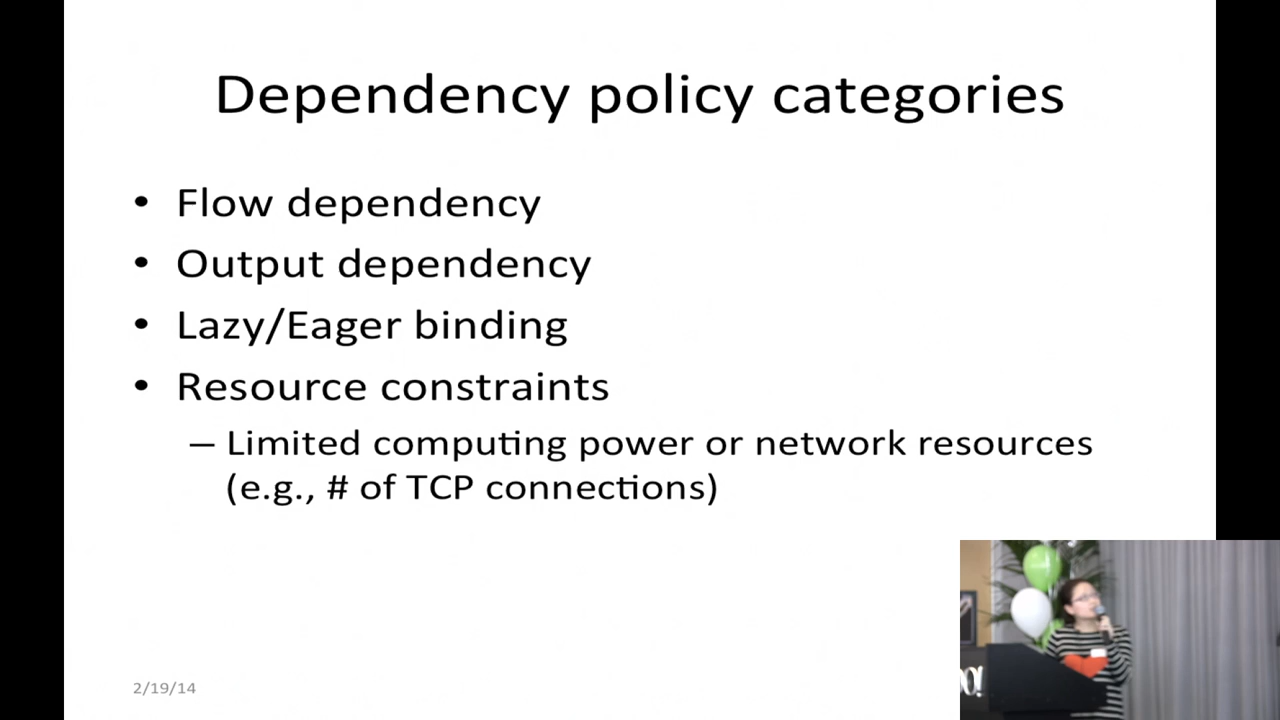 Dependency policy categories
• Flow dependency
• Output dependency
• Lazy/Eager binding
• Resource constraints
– Limited computing power or network resources
(e.g., # of TCP connections)
2/19/14
OO!